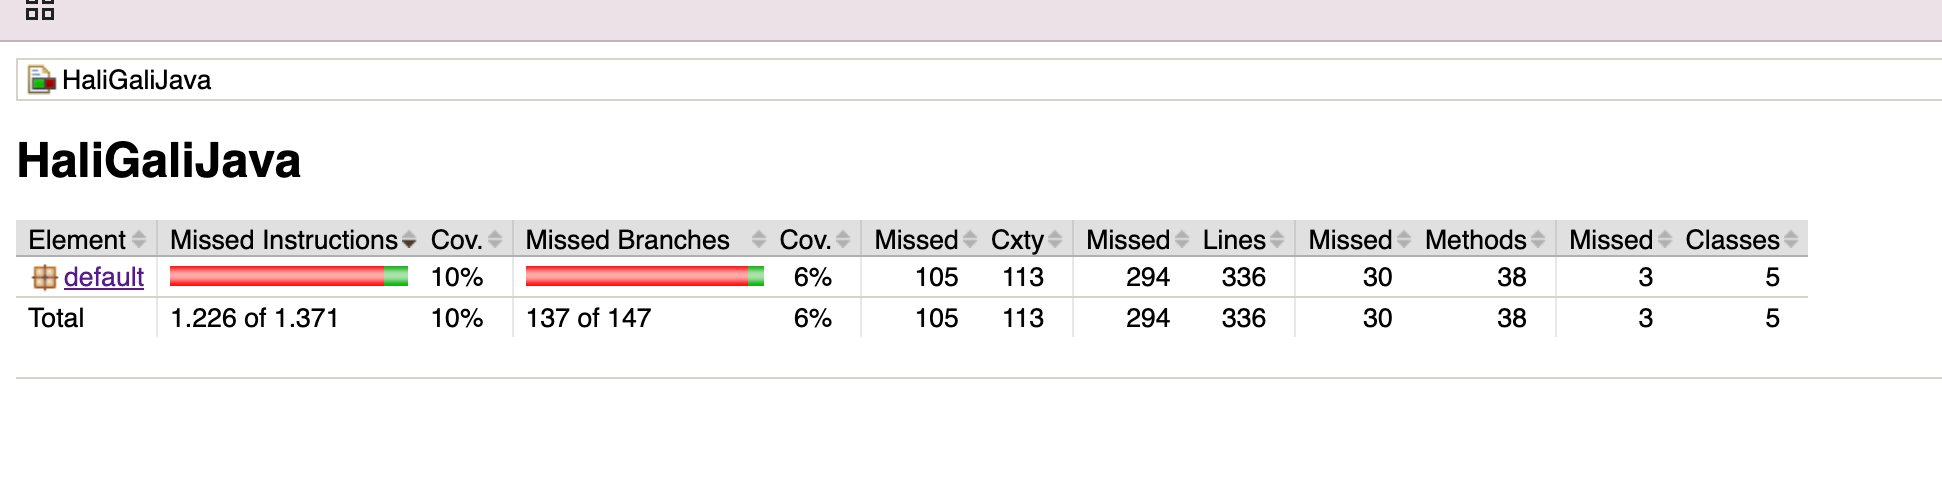 HaliGaliJava
HaliGaliJava
Element Missed Instructions Cov. Missed Branches Cov. Missed Cxty Missed Lines Missed Methods Missed Classes
default 10% 6% 105 113 294 336 30 38 3 5
Total 1.226 of 1.371 10% 137 of 147 6% 105 113 294 336 30 38 3 5